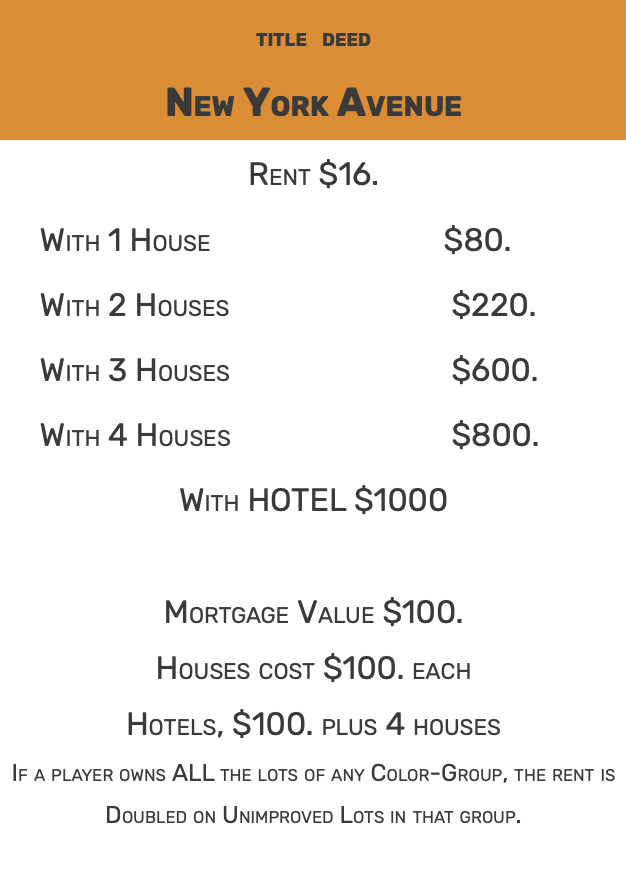 TITLE DEED
New York Avenue
Rent $16.
With 1 House $80.
With 2 Houses $220.
With 3 Houses $600.
With 4 Houses $800.
With HOTEL $1000
Mortgage Value $100.
Houses cost $100. each
Hotels, $100. plus 4 houses
If a player owns ALL the lots of any Color-Group, the rent is
Doubled on Unimproved Lots in that group.